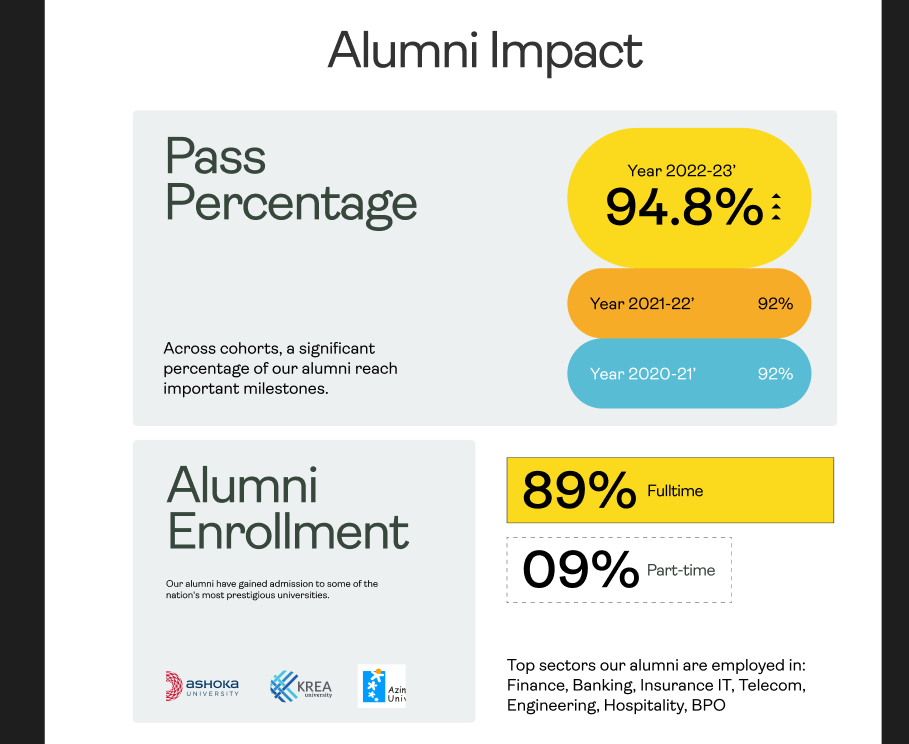 Alumni Impact
Pass
Percentage
Year 2022-23’
94.8%
Year 2021-22’ 92%
Year 2020-21’ 92%
Across cohorts, a significant
percentage of our alumni reach
important milestones.
Alumni
Enrollment
Our alumni have gained admission to some of the
nation's most prestigious universities.
ASHOKA
UNIVERSITY
KREA
university
Azim
Univ
89% Fulltime
09% Part-time
Top sectors our alumni are employed in:
Finance, Banking, Insurance IT, Telecom,
Engineering, Hospitality, BPO